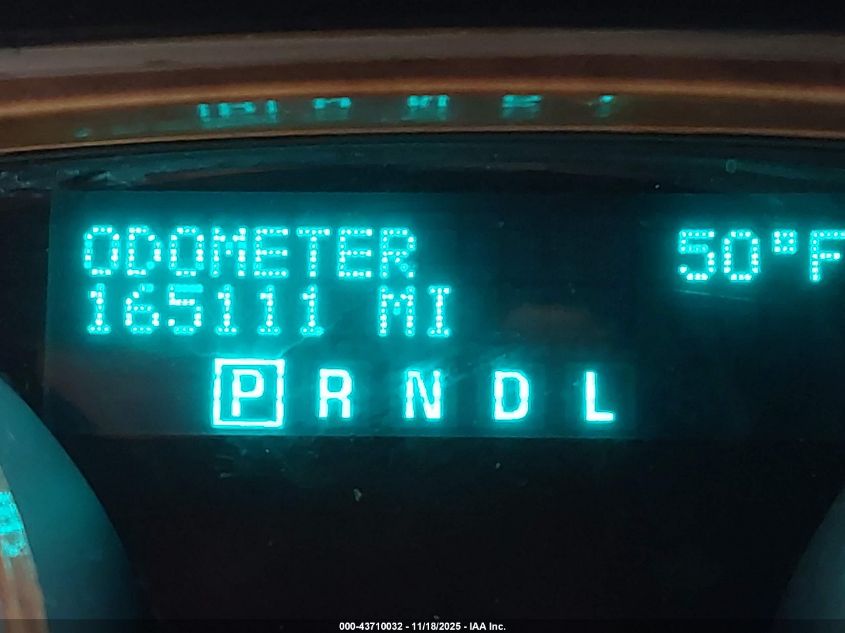 ODOMETER 50°F
165111 MI
P R N D L
000-43710032 - 11/18/2025 - IAA Inc.